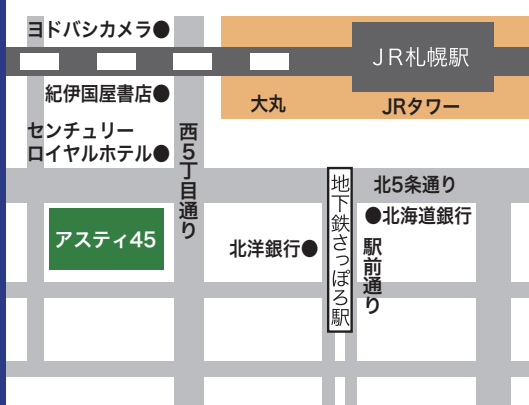 ヨドバシカメラ●
JR札幌駅
紀伊国屋書店●
大丸
JRタワー
センチュリー
ロイヤルホテル●
西5丁目通り
北5条通り
●北海道銀行
アスティ45
北洋銀行●
地下鉄さっぽろ駅
駅前通り